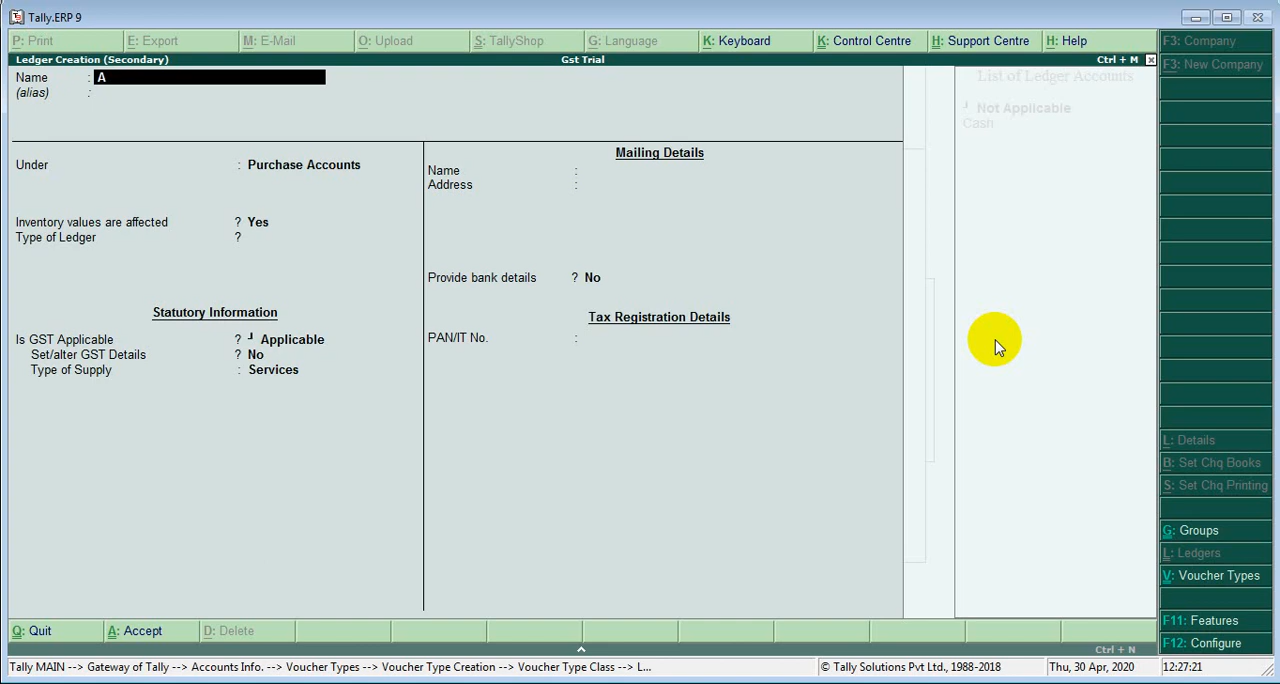 Tally.ERP 9
P: Print E: Export M: E-Mail O: Upload S: TallyShop G: Language K: Keyboard K: Control Centre H: Support Centre H: Help
F3: Company
F3: New Company
Ledger Creation (Secondary) Gst Trial Ctrl + M
Name : A
(alias) :
List of Ledger Accounts
Not Applicable
Cash
Under : Purchase Accounts
Inventory values are affected ? Yes
Type of Ledger ?
Statutory Information
Is GST Applicable ? ┘ Applicable
Set/alter GST Details ? No
Type of Supply : Services
Mailing Details
Name :
Address :
Provide bank details ? No
Tax Registration Details
PAN/IT No. :
L: Details
B: Set Chq Books
S: Set Chq Printing
G: Groups
L: Ledgers
V: Voucher Types
F11: Features
F12: Configure
Q: Quit A: Accept D: Delete
Ctrl + N
Tally MAIN --> Gateway of Tally --> Accounts Info. --> Voucher Types --> Voucher Type Creation --> Voucher Type Class --> L... © Tally Solutions Pvt Ltd., 1988-2018 Thu, 30 Apr, 2020 12:27:21